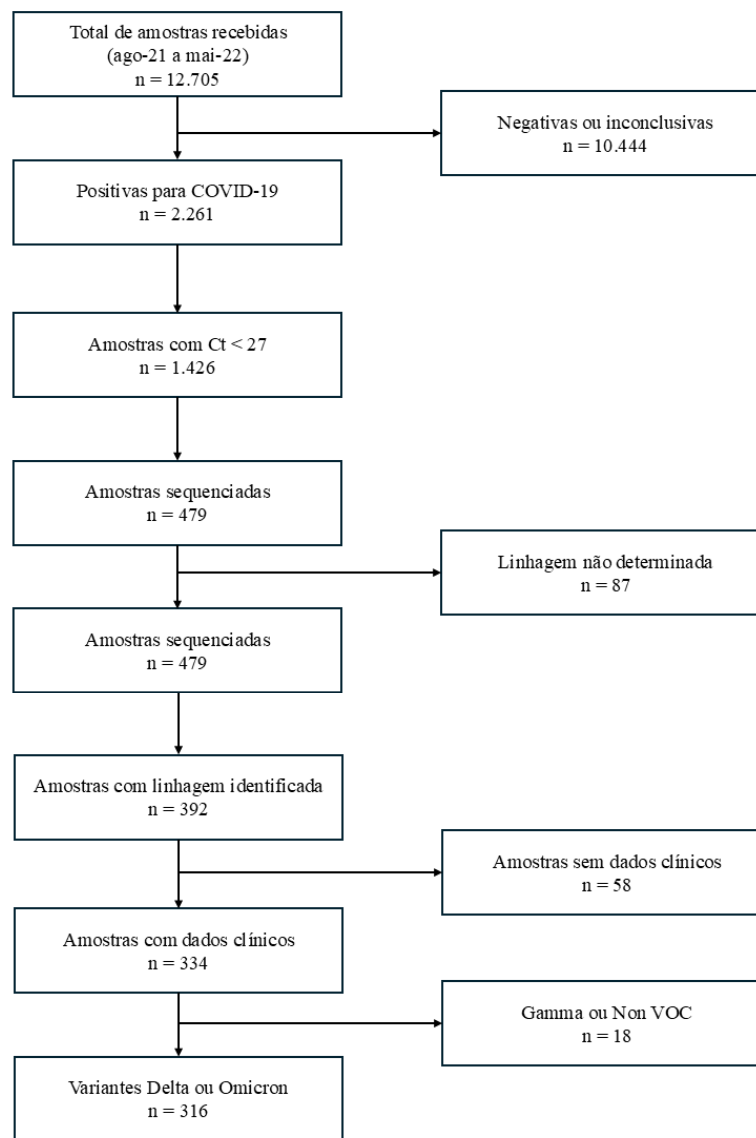 Total de amostras recebidas
(ago-21 a mai-22)
n = 12.705
Negativas ou inconclusivas
n = 10.444
Positivas para COVID-19
n = 2.261
Amostras com Ct < 27
n = 1.426
Amostras sequenciadas
n = 479
Linhagem não determinada
n = 87
Amostras sequenciadas
n = 479
Amostras com linhagem identificada
n = 392
Amostras sem dados clínicos
n = 58
Amostras com dados clínicos
n = 334
Gamma ou Non VOC
n = 18
Variantes Delta ou Omicron
n = 316